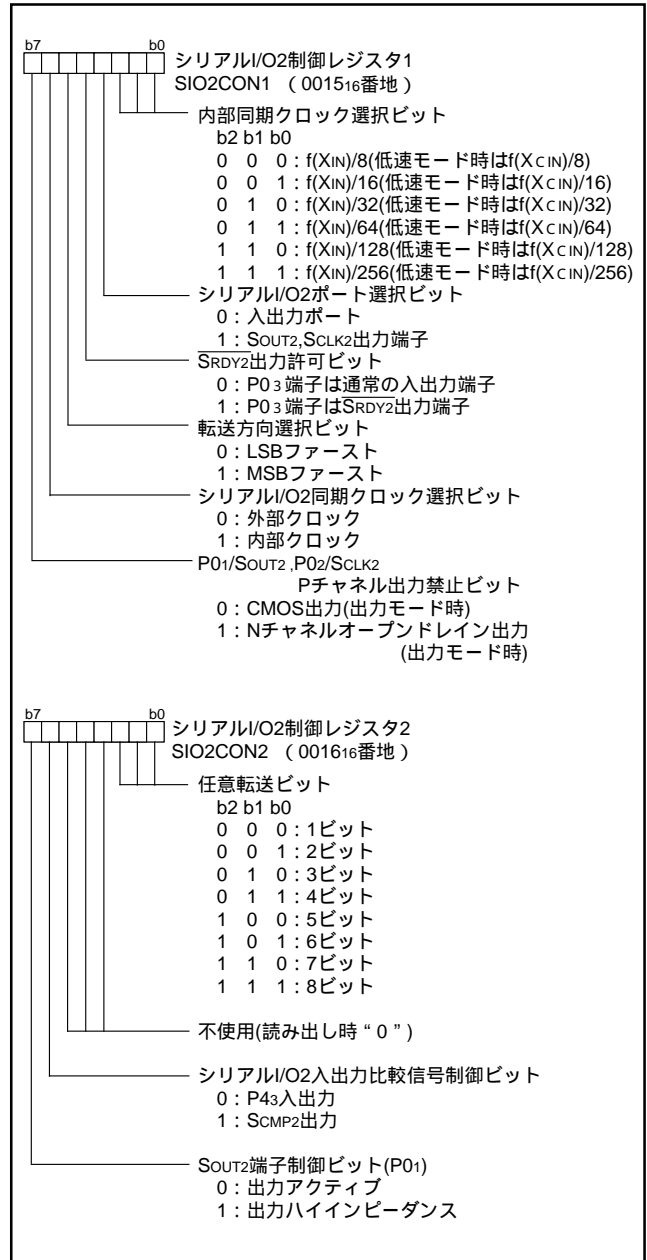 b7 b0
シリアルI/O2制御レジスタ1
SIO2CON1 （001516番地）
内部同期クロック選択ビット
b2 b1 b0
0 0 0：f(XIN)/8(低速モード時はf(XCIN)/8)
0 0 1：f(XIN)/16(低速モード時はf(XCIN)/16)
0 1 0：f(XIN)/32(低速モード時はf(XCIN)/32)
0 1 1：f(XIN)/64(低速モード時はf(XCIN)/64)
1 1 0：f(XIN)/128(低速モード時はf(XCIN)/128)
1 1 1：f(XIN)/256(低速モード時はf(XCIN)/256)
シリアルI/O2ポート選択ビット
0：入出力ポート
1：SOUT2,SCLK2出力端子
SRDY2出力許可ビット
0：P03端子は通常の入出力端子
1：P03端子はSRDY2出力端子
転送方向選択ビット
0：LSBファースト
1：MSBファースト
シリアルI/O2同期クロック選択ビット
0：外部クロック
1：内部クロック
P01/SOUT2 ,P02/SCLK2
Pチャネル出力禁止ビット
0：CMOS出力(出力モード時)
1：Nチャネルオープンドレイン出力
(出力モード時)
b7 b0
シリアルI/O2制御レジスタ2
SIO2CON2 （001616番地）
任意転送ビット
b2 b1 b0
0 0 0：1ビット
0 0 1：2ビット
0 1 0：3ビット
0 1 1：4ビット
1 0 0：5ビット
1 0 1：6ビット
1 1 0：7ビット
1 1 1：8ビット
不使用(読み出し時“0”)
シリアルI/O2入出力比較信号制御ビット
0：P43入出力
1：SCMP2出力
SOUT2端子制御ビット(P01)
0：出力アクティブ
1：出力ハイインピーダンス